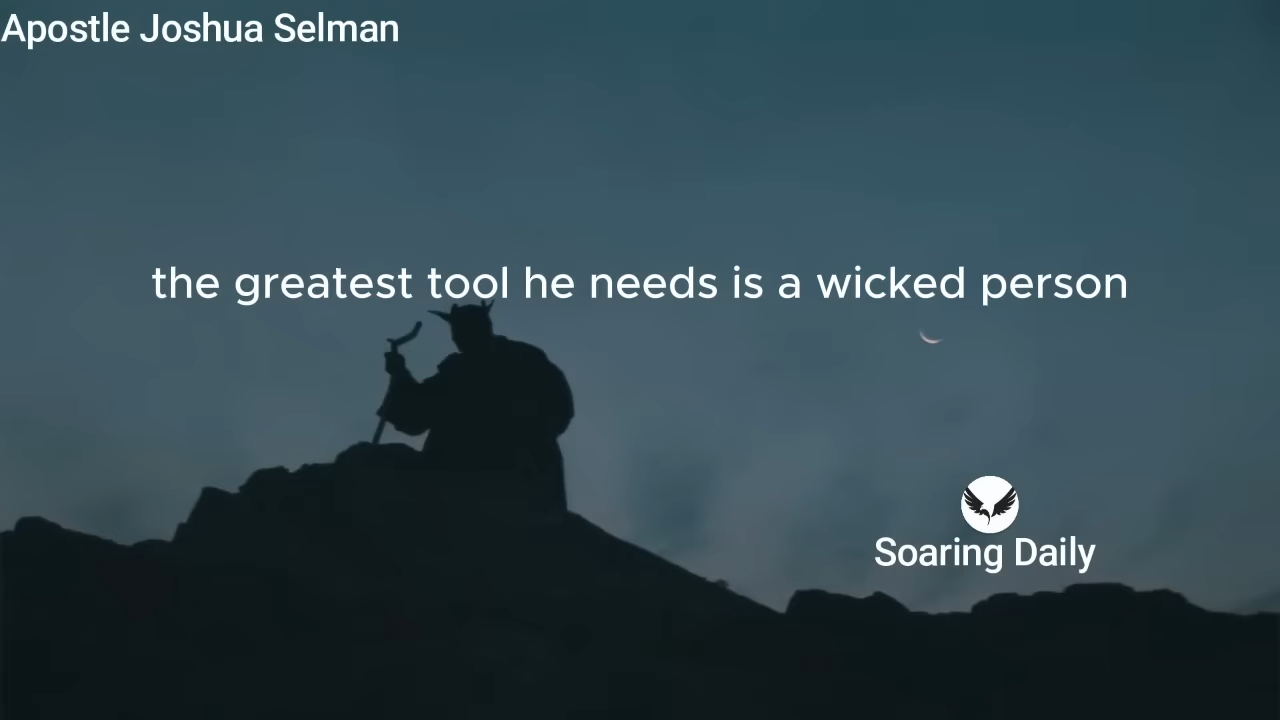 Apostle Joshua Selman
the greatest tool he needs is a wicked person
Soaring Daily